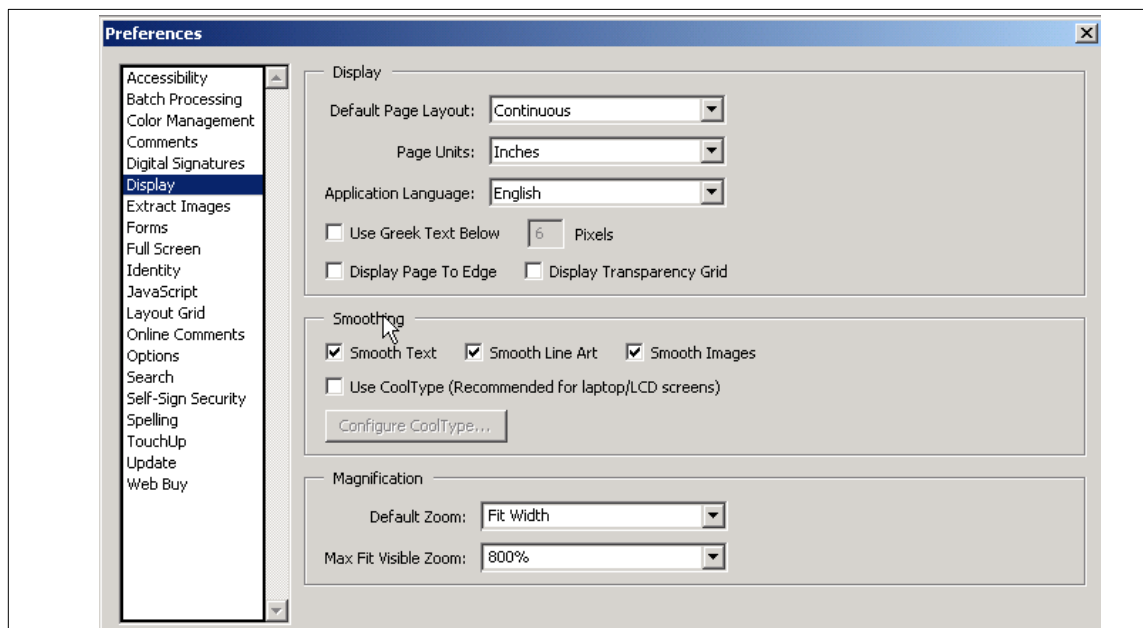 Preferences
Accessibility
Batch Processing
Color Management
Comments
Digital Signatures
Display
Extract Images
Forms
Full Screen
Identity
JavaScript
Layout Grid
Online Comments
Options
Search
Self-Sign Security
Spelling
TouchUp
Update
Web Buy
Display
Default Page Layout: Continuous
Page Units: Inches
Application Language: English
Use Greek Text Below 6 Pixels
Display Page To Edge Display Transparency Grid
Smoothing
Smooth Text Smooth Line Art Smooth Images
Use CoolType (Recommended for laptop/LCD screens)
Configure CoolType...
Magnification
Default Zoom: Fit Width
Max Fit Visible Zoom: 800%